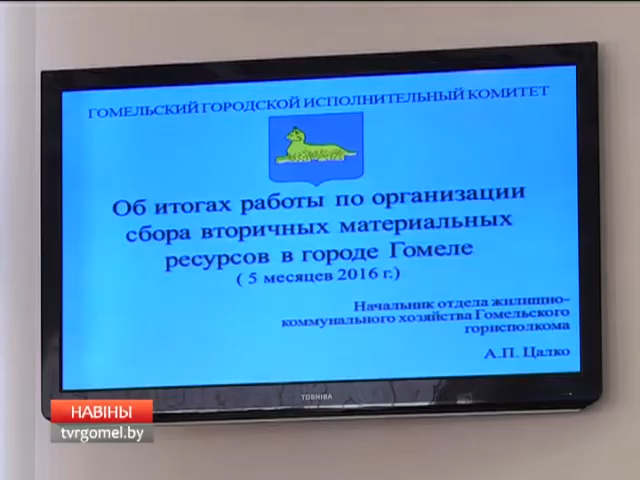 ГОМЕЛЬСКИЙ ГОРОДСКОЙ ИСПОЛНИТЕЛЬНЫЙ КОМИТЕТ
Об итогах работы по организации
сбора вторичных материальных
ресурсов в городе Гомеле
( 5 месяцев 2016 г.)
Начальник отдела жилищно-
коммунального хозяйства Гомельского
горисполкома
А.П. Цалко
TOSHIBA
НАВІНЫ
tvrgomel.by